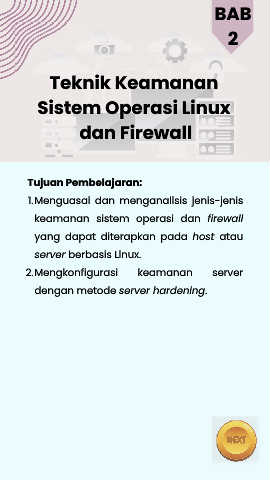 BAB
2
Teknik Keamanan
Sistem Operasi Linux
dan Firewall
Tujuan Pembelajaran:
1. Menguasai dan menganalisis jenis-jenis
keamanan sistem operasi dan firewall
yang dapat diterapkan pada host atau
server berbasis Linux.
2. Mengkonfigurasi keamanan server
dengan metode server hardening.
NEXT